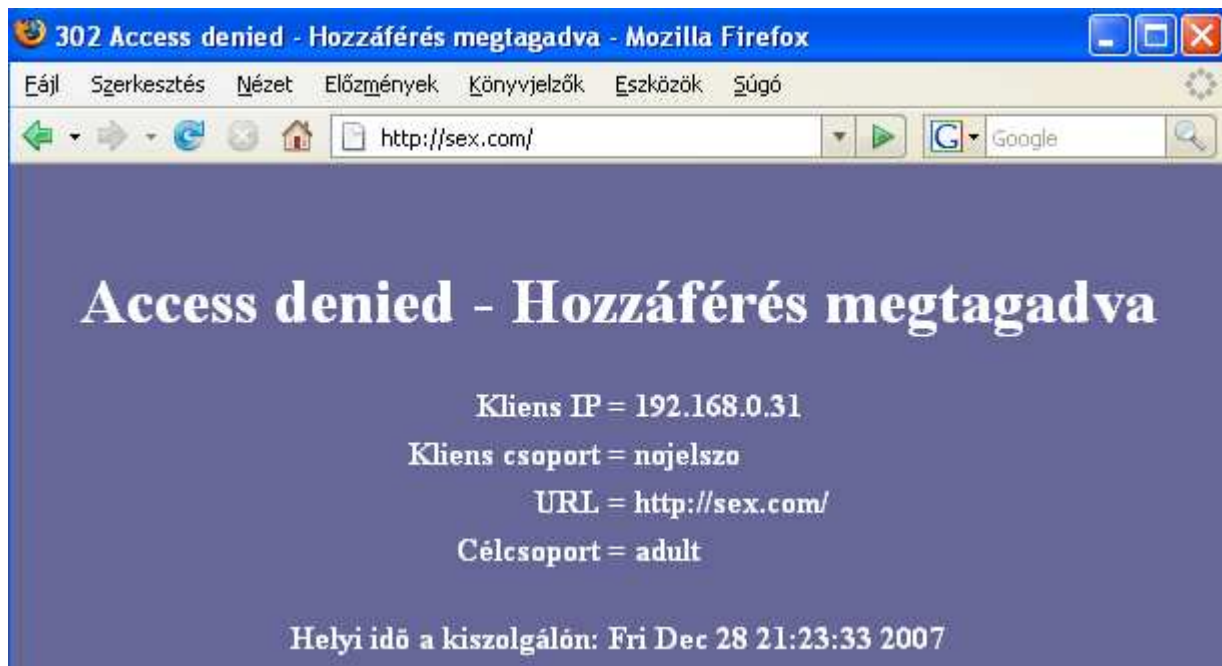 302 Access denied - Hozzáférés megtagadva - Mozilla Firefox
Fájl Szerkesztés Nézet Előzmények Könyvjelzők Eszközök Súgó
http://sex.com/ G Google
Access denied - Hozzáférés megtagadva
Kliens IP = 192.168.0.31
Kliens csoport = nojelszo
URL = http://sex.com/
Célcsoport = adult
Helyi idő a kiszolgálón: Fri Dec 28 21:23:33 2007